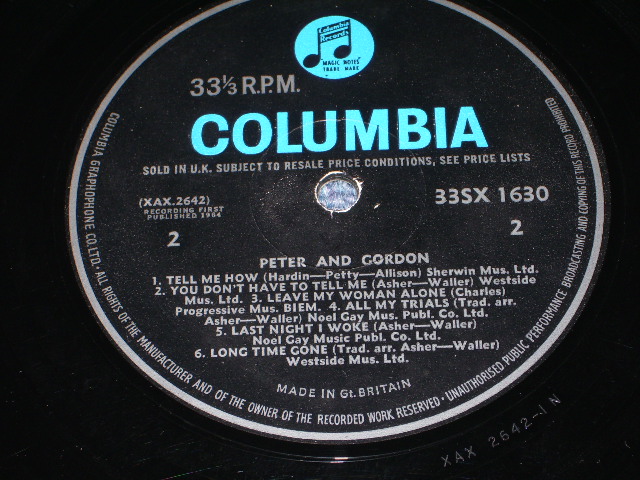 Columbia
Records
MAGIC NOTES
TRADE MARK
33⅓ R.P.M.
COLUMBIA
SOLD IN U.K. SUBJECT TO RESALE PRICE CONDITIONS, SEE PRICE LISTS
(XAX.2642)
RECORDING FIRST
PUBLISHED 1964
33SX 1630
2
2
PETER AND GORDON
1. TELL ME HOW (Hardin—Petty—Allison) Sherwin Mus. Ltd.
2. YOU DON'T HAVE TO TELL ME (Asher—Waller) Westside
Mus. Ltd. 3. LEAVE MY WOMAN ALONE (Charles)
Progressive Mus. BIEM. 4. ALL MY TRIALS (Trad. arr.
Asher—Waller) Noel Gay Mus. Publ. Co. Ltd.
5. LAST NIGHT I WOKE (Asher—Waller)
Noel Gay Music Publ. Co. Ltd.
6. LONG TIME GONE (Trad. arr. Asher—Waller)
Westside Mus. Ltd.
MADE IN Gt. BRITAIN
COLUMBIA GRAPHOPHONE CO. LTD. · ALL RIGHTS OF THE MANUFACTURER AND OF THE OWNER OF THE RECORDED WORK RESERVED · UNAUTHORISED PUBLIC PERFORMANCE BROADCASTING AND COPYING OF THIS RECORD PROHIBITED
XAX 2642-1N